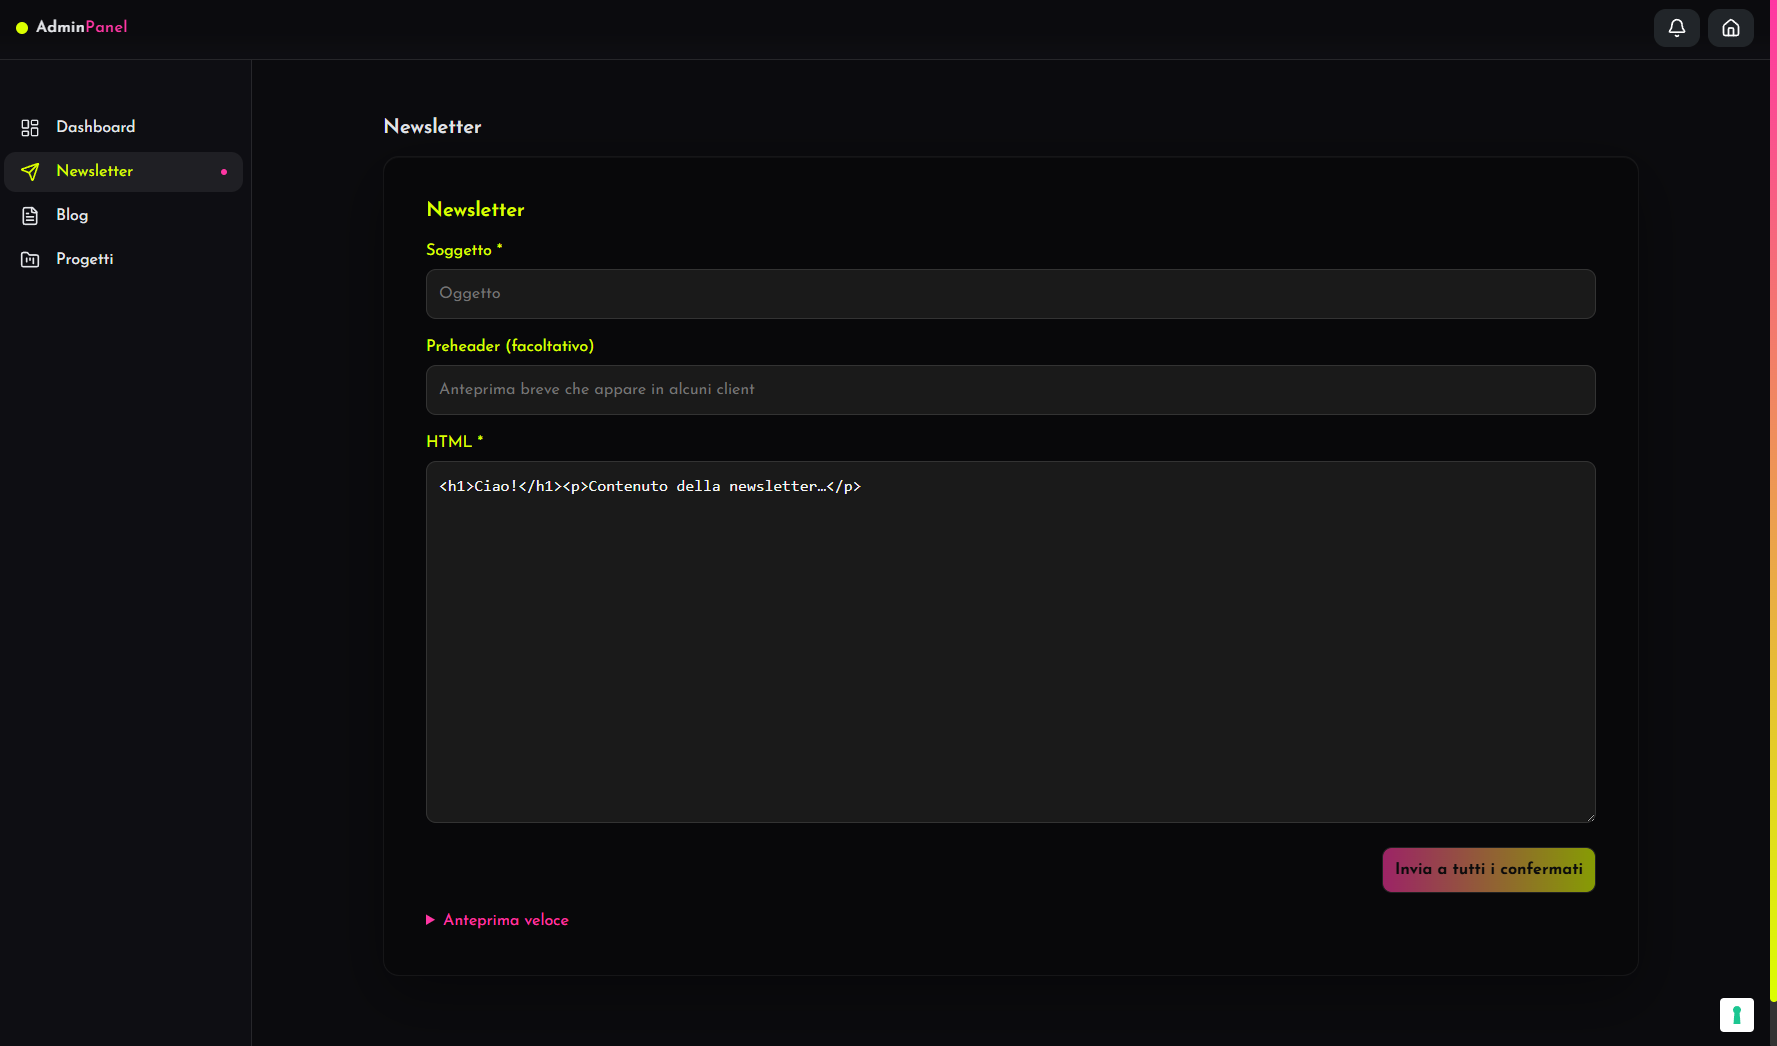 AdminPanel
Dashboard
Newsletter
Blog
Progetti
Newsletter
Newsletter
Soggetto *
Oggetto
Preheader (facoltativo)
Anteprima breve che appare in alcuni client
HTML *
<h1>Ciao!</h1><p>Contenuto della newsletter…</p>
Invia a tutti i confermati
Anteprima veloce